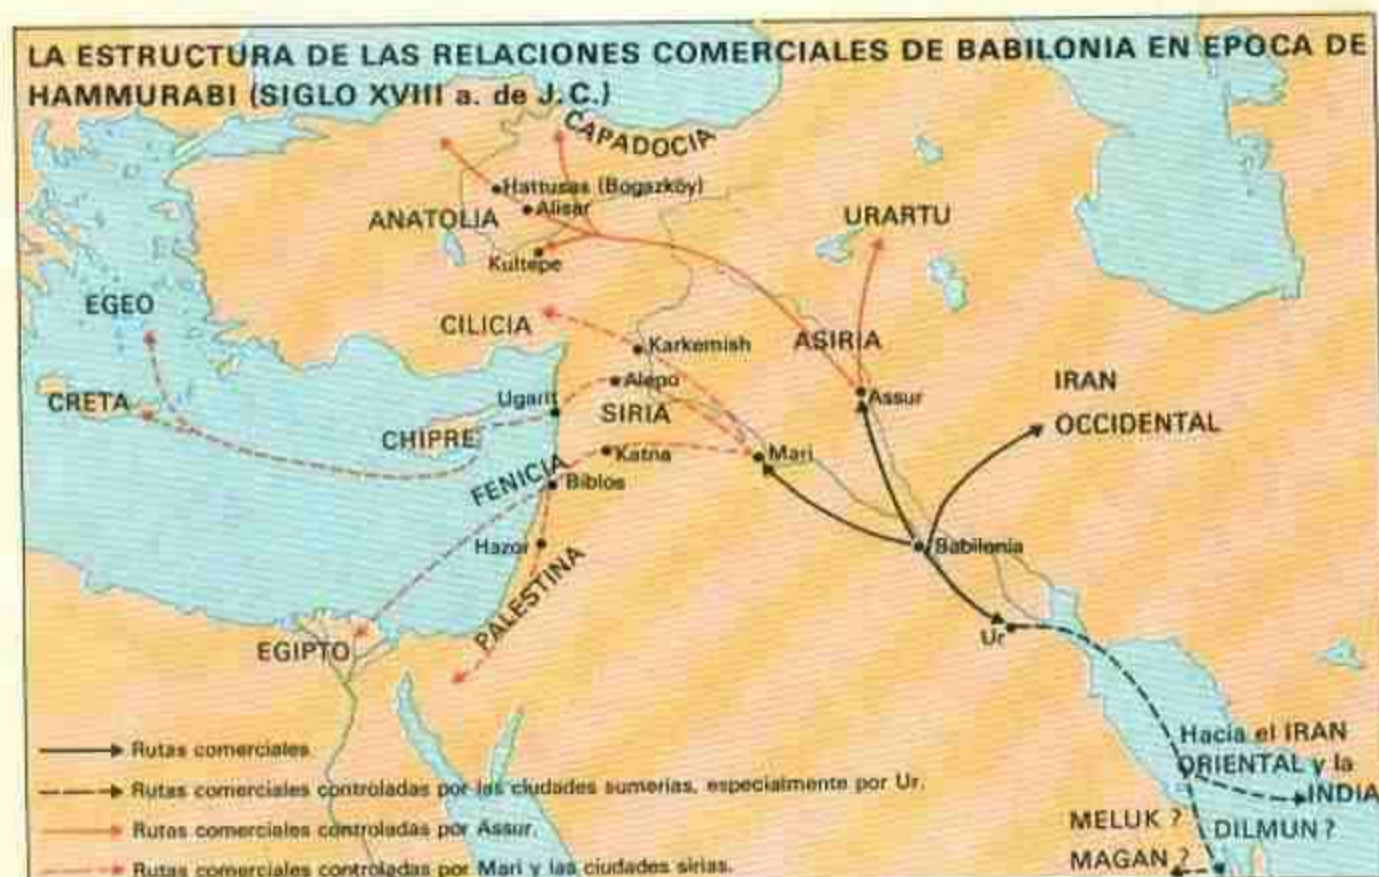 LA ESTRUCTURA DE LAS RELACIONES COMERCIALES DE BABILONIA EN EPOCA DE
HAMMURABI (SIGLO XVIII a. de J.C.)
CAPADOCIA
Hattusas (Bogazköy)
Alisar
ANATOLIA
URARTU
Kultepe
EGEO
CILICIA
Karkemish
ASIRIA
Alepo
IRAN
OCCIDENTAL
CRETA
Ugarit
SIRIA
Assur
CHIPRE
Katna
Mari
FENICIA
Biblos
Hazor
Babilonia
PALESTINA
EGIPTO
Ur
Hacia el IRAN
ORIENTAL y la
INDIA
Rutas comerciales
Rutas comerciales controladas por las ciudades sumerias, especialmente por Ur.
Rutas comerciales controladas por Assur.
Rutas comerciales controladas por Mari y las ciudades sirias.
MELUK ?
DILMUN ?
MAGAN ?